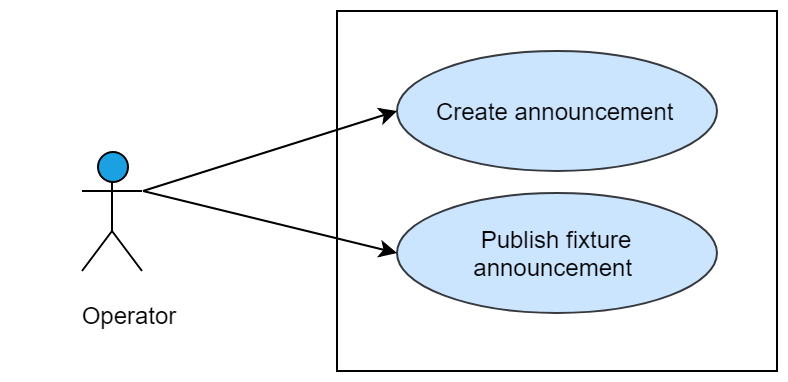 Create announcement
Publish fixture
announcement
Operator